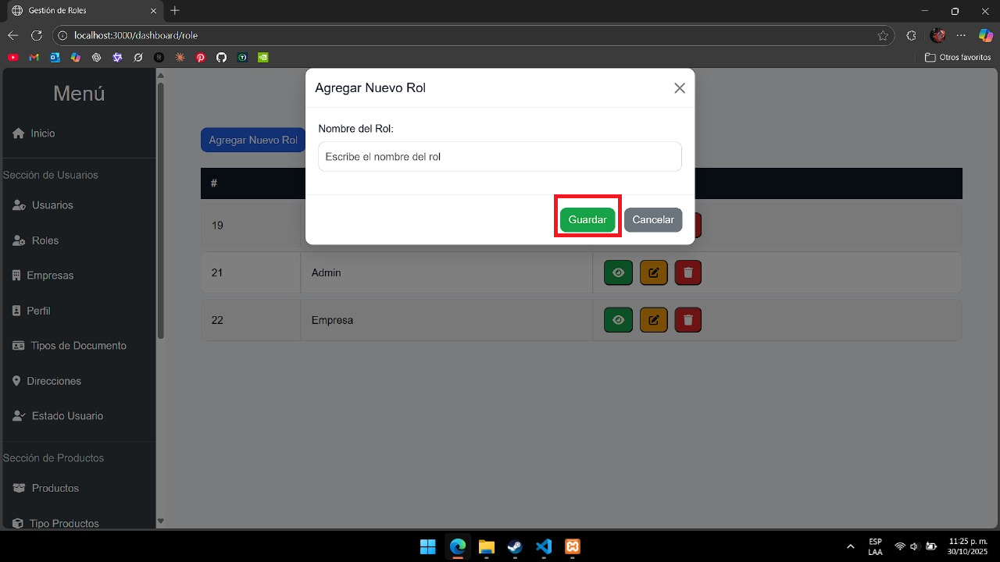 Gestión de Roles
localhost:3000/dashboard/role
Otros favoritos
Menú
Inicio
Sección de Usuarios
Usuarios
Roles
Empresas
Perfil
Tipos de Documento
Direcciones
Estado Usuario
Sección de Productos
Productos
Tipo Productos
Agregar Nuevo Rol
Agregar Nuevo Rol
Nombre del Rol:
Escribe el nombre del rol
Guardar Cancelar
#
19
21 Admin
22 Empresa
ESP
LAA
11:25 p. m.
30/10/2025